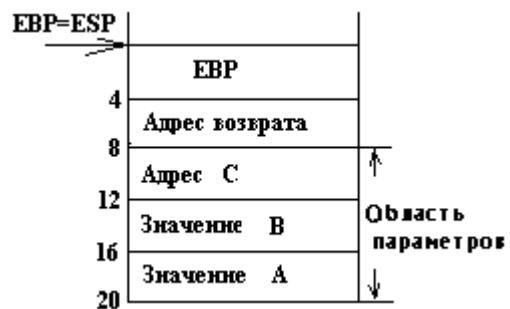 EBP=ESP
EBP
4
Адрес возврата
8
Адрес C
12
Значение B
16
Значение A
20
Область
параметров